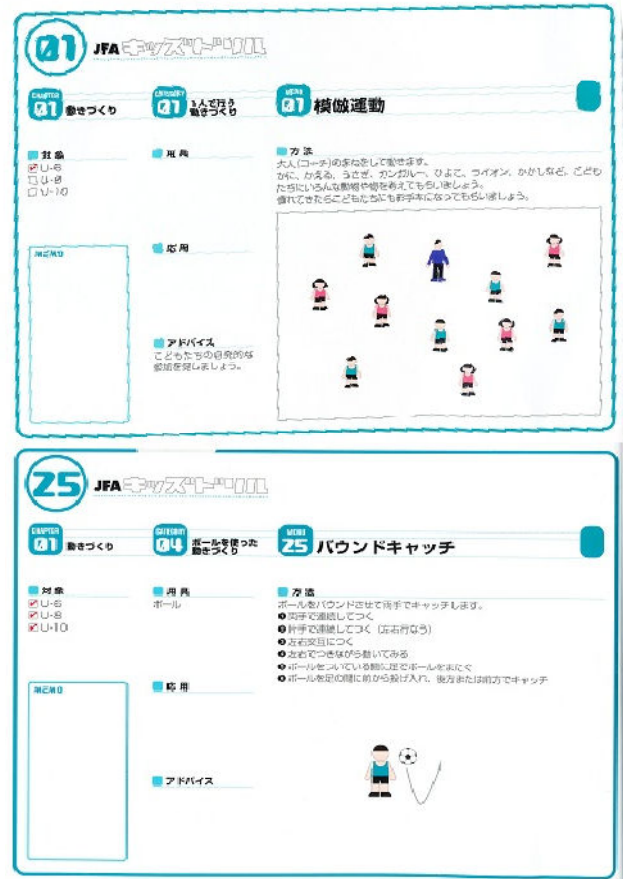 01 JFA キッズドリル
CHAPTER 01 動きづくり
CATEGORY 01 1人で行う動きづくり
MENU 01 模倣運動
対象
U-6
U-8
U-10
用具
応用
アドバイス
こどもたちの自発的な
動きを促しましょう。
MEMO
方法
大人(コーチ)のまねをして動きます。
かに、かえる、うさぎ、カンガルー、ひよこ、ライオン、かかしなど、こども
たちにいろんな動物や物を考えてもらいましょう。
慣れてきたらこどもたちにもお手本になってもらいましょう。
25 JFA キッズドリル
CHAPTER 01 動きづくり
CATEGORY 04 ボールを使った動きづくり
MENU 25 バウンドキャッチ
対象
U-6
U-8
U-10
用具
ボール
応用
アドバイス
MEMO
方法
ボールをバウンドさせて両手でキャッチします。
❶両手で連続してつく
❷片手で連続してつく(左右行なう)
❸左右交互につく
❹左右でつきながら動いてみる
❺ボールをついている間に足でボールをまたぐ
❻ボールを足の間に前から投げ入れ、後方または前方でキャッチ